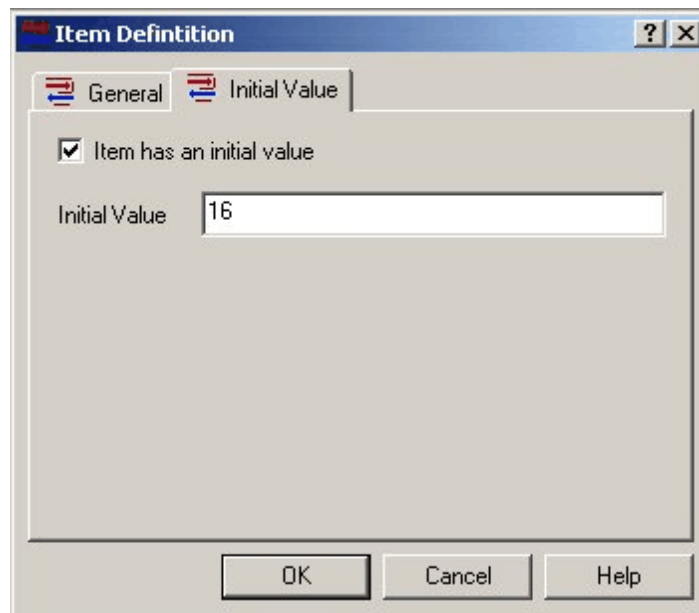 Item Defintition
General Initial Value
Item has an initial value
Initial Value 16
OK Cancel Help